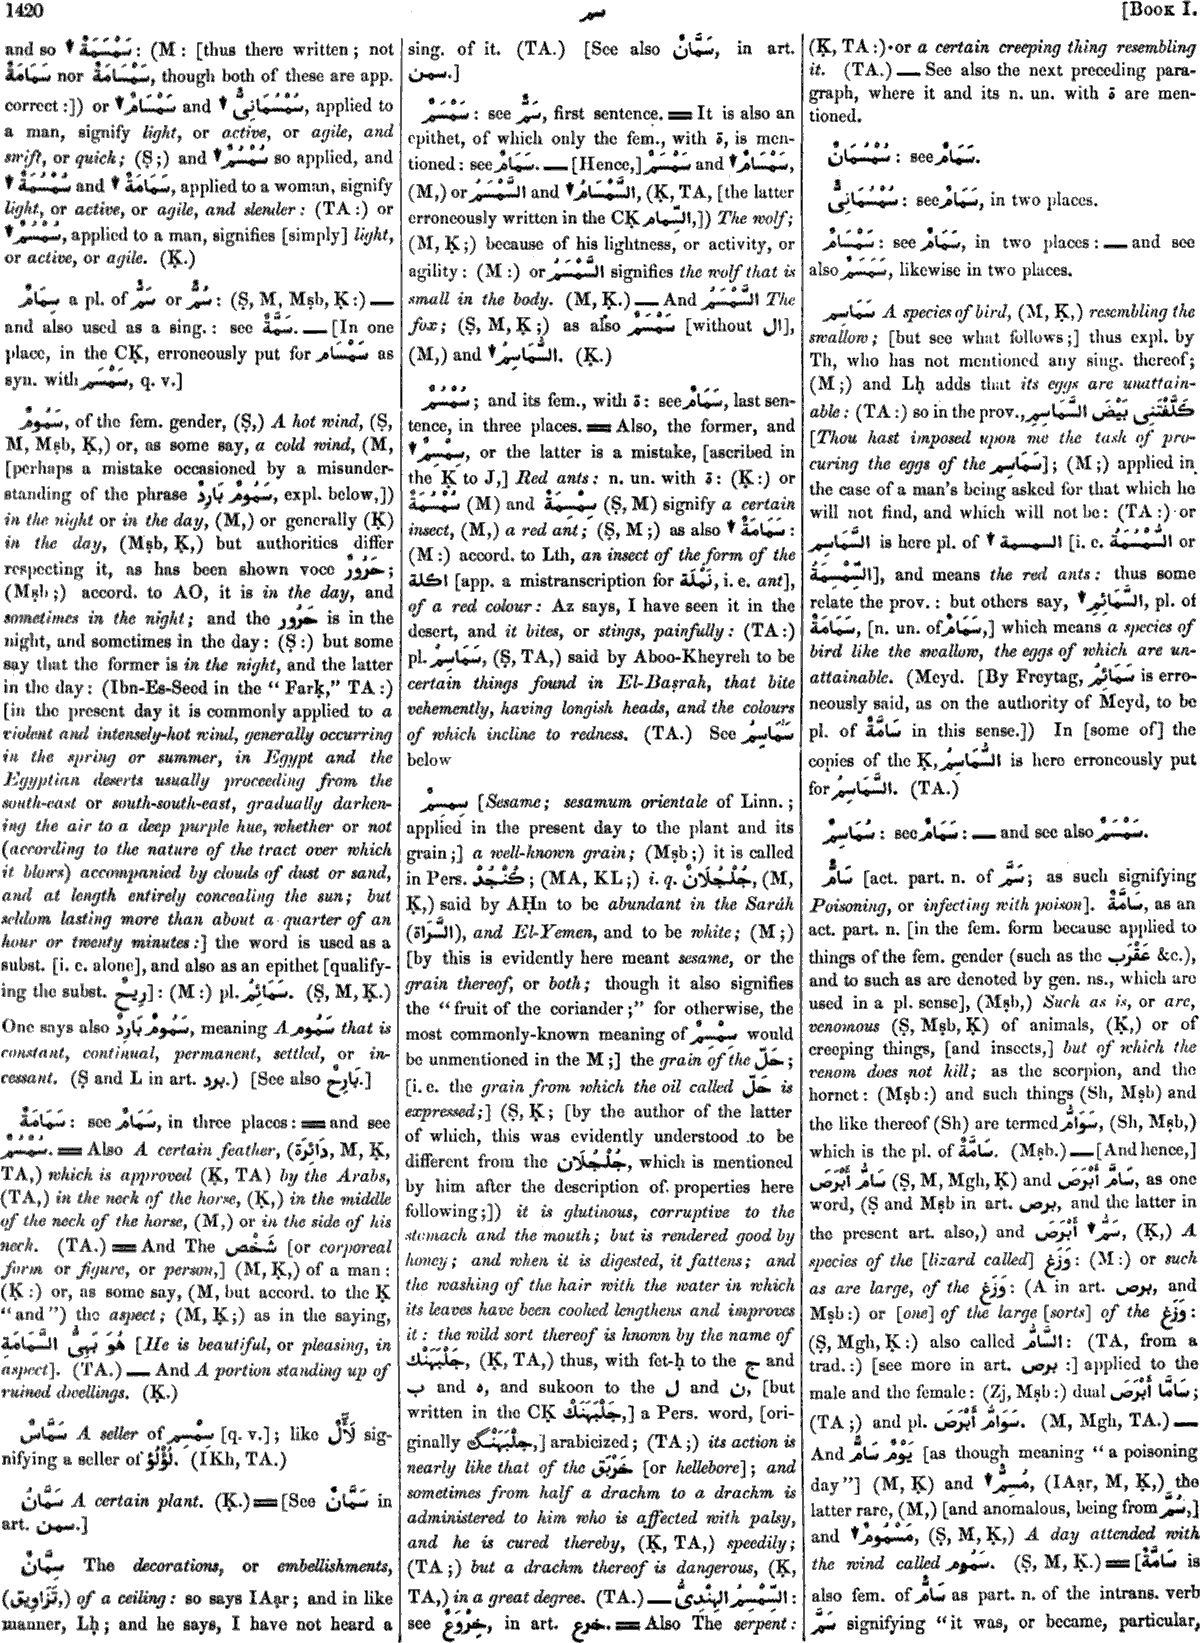 1420
سم
[Book I.
and so ↓ سَمْسَمَةٌ: (M: [thus there written; not
سَمَامَةٌ nor سَمْسَامَةٌ, though both of these are app.
correct:]) or ↓ سَمْسَامٌ and ↓ سُمْسُمَانِىٌّ, applied to
a man, signify light, or active, or agile, and
swift, or quick; (Ṣ;) and ↓ سُمْسُمٌ so applied, and
↓ سُمْسُمَةٌ and ↓ سَمَامَةٌ, applied to a woman, signify
light, or active, or agile, and slender: (TA:) or
↓ سُمْسُمٌ, applied to a man, signifies [simply] light,
or active, or agile. (Ḳ.)
سِمَامٌ a pl. of سَمٌّ or سُمٌّ: (Ṣ, M, Mṣb, Ḳ:) —
and also used as a sing.: see سَمَّةٌ. — [In one
place, in the CḲ, erroneously put for سَمْسَام as
syn. with سَمْسَم, q. v.]
سَمُومٌ, of the fem. gender, (Ṣ,) A hot wind, (Ṣ,
M, Mṣb, Ḳ,) or, as some say, a cold wind, (M,
[perhaps a mistake occasioned by a misunder-
standing of the phrase سَمُومٌ بَارِدٌ, expl. below,])
in the night or in the day, (M,) or generally (Ḳ)
in the day, (Mṣb, Ḳ,) but authorities differ
respecting it, as has been shown voce حَرُورٌ;
(Mṣb;) accord. to AO, it is in the day, and
sometimes in the night; and the حَرُور is in the
night, and sometimes in the day: (Ṣ:) but some
say that the former is in the night, and the latter
in the day: (Ibn-Es-Seed in the “Farḳ,” TA:)
[in the present day it is commonly applied to a
violent and intensely-hot wind, generally occurring
in the spring or summer, in Egypt and the
Egyptian deserts usually proceeding from the
south-east or south-south-east, gradually darken-
ing the air to a deep purple hue, whether or not
(according to the nature of the tract over which
it blows) accompanied by clouds of dust or sand,
and at length entirely concealing the sun; but
seldom lasting more than about a quarter of an
hour or twenty minutes:] the word is used as a
subst. [i. e. alone], and also as an epithet [qualify-
ing the subst. رِيحٌ]: (M:) pl. سَمَائِمُ. (Ṣ, M, Ḳ.)
One says also سَمُومٌ بَارِدٌ, meaning A سَمُوم that is
constant, continual, permanent, settled, or in-
cessant. (Ṣ and L in art. برد.) [See also بَارِحٌ.]
سَمَامَةٌ: see سَمَامٌ, in three places: = and see
سُمْسُمٌ. = Also A certain feather, (دَائِرَة, M, Ḳ,
TA,) which is approved (Ḳ, TA) by the Arabs,
(TA,) in the neck of the horse, (Ḳ,) in the middle
of the neck of the horse, (M,) or in the side of his
neck. (TA.) = And The شَخْص [or corporeal
form or figure, or person,] (M, Ḳ,) of a man:
(Ḳ:) or, as some say, (M, but accord. to the Ḳ
“and”) the aspect; (M, Ḳ;) as in the saying,
هُوَ بَهِىُّ السَّمَامَةِ [He is beautiful, or pleasing, in
aspect]. (TA.) — And A portion standing up of
ruined dwellings. (Ḳ.)
سَمَّاسٌ A seller of سِمْسِم [q. v.]; like لَأّلٌ sig-
nifying a seller of لُؤْلُؤ. (IKh, TA.)
سَمَّانُ A certain plant. (Ḳ.) = [See سَمَّانٌ in
art. سمن.]
سِمَّانٌ The decorations, or embellishments,
(تَزَاوِيق,) of a ceiling: so says IAạr; and in like
manner, Lḥ; and he says, I have not heard a
sing. of it. (TA.) [See also سَمَّانٌ, in art.
سمن.]
سَمْسَمٌ: see سَمٌّ, first sentence. = It is also an
epithet, of which only the fem., with ة, is men-
tioned: see سَمَامٌ. — [Hence,] سَمْسَمٌ and ↓ سَمْسَامٌ,
(M,) or السَّمْسَمُ and ↓ السَّمْسَامُ, (Ḳ, TA, [the latter
erroneously written in the CḲ السِّمام,]) The wolf;
(M, Ḳ;) because of his lightness, or activity, or
agility: (M:) or السَّمْسَمُ signifies the wolf that is
small in the body. (M, Ḳ.) — And السَّمْسَمُ The
fox; (Ṣ, M, Ḳ;) as also سَمْسَمٌ [without ال],
(M,) and ↓ السُّمَاسِمُ. (Ḳ.)
سُمْسُمٌ; and its fem., with ة: see سَمَامٌ, last sen-
tence, in three places. = Also, the former, and
↓ سِمْسِمٌ, or the latter is a mistake, [ascribed in
the Ḳ to J,] Red ants: n. un. with ة: (Ḳ:) or
سُمْسُمَةٌ (M) and سِمْسِمَةٌ (Ṣ, M) signify a certain
insect, (M,) a red ant; (Ṣ, M;) as also ↓ سَمَامَةٌ:
(M:) accord. to Lth, an insect of the form of the
اكلة [app. a mistranscription for نَمْلَة, i. e. ant],
of a red colour: Az says, I have seen it in the
desert, and it bites, or stings, painfully: (TA:)
pl. سَمَاسِمُ, (Ṣ, TA,) said by Aboo-Kheyreh to be
certain things found in El-Baṣrah, that bite
vehemently, having longish heads, and the colours
of which incline to redness. (TA.) See سَمَاسِمُ
below
سِمْسِمٌ [Sesame; sesamum orientale of Linn.;
applied in the present day to the plant and its
grain;] a well-known grain; (Mṣb;) it is called
in Pers. كُنْجُدْ; (MA, KL;) i. q. جُلْجُلَانٌ, (M,
Ḳ,) said by AḤn to be abundant in the Saráh
(السَّرَاة), and El-Yemen, and to be white; (M;)
[by this is evidently here meant sesame, or the
grain thereof, or both; though it also signifies
the “fruit of the coriander;” for otherwise, the
most commonly-known meaning of سِمْسِمٌ would
be unmentioned in the M;] the grain of the حَلّ;
[i. e. the grain from which the oil called حَلّ is
expressed;] (Ṣ, Ḳ; [by the author of the latter
of which, this was evidently understood to be
different from the جُلْجُلَان, which is mentioned
by him after the description of properties here
following;]) it is glutinous, corruptive to the
stomach and the mouth; but is rendered good by
honey; and when it is digested, it fattens; and
the washing of the hair with the water in which
its leaves have been cooked lengthens and improves
it: the wild sort thereof is known by the name of
جَلْبَهَنْك, (Ḳ, TA,) thus, with fet-ḥ to the ج and
ب and ه, and sukoon to the ل and ن, [but
written in the CḲ جَلْبَهْنَك,] a Pers. word, [ori-
ginally جَلْبَهَنْگ,] arabicized; (TA;) its action is
nearly like that of the خَرْبَق [or hellebore]; and
sometimes from half a drachm to a drachm is
administered to him who is affected with palsy,
and he is cured thereby, (Ḳ, TA,) speedily;
(TA;) but a drachm thereof is dangerous, (Ḳ,
TA,) in a great degree. (TA.) — السِّمْسِمُ الهِنْدِىُّ:
see خِرْوَعٌ, in art. خرع. = Also The serpent:
(Ḳ, TA:) or a certain creeping thing resembling
it. (TA.) — See also the next preceding para-
graph, where it and its n. un. with ة are men-
tioned.
سُمْسُمَانٌ: see سَمَامٌ.
سُمْسُمَانِىٌّ: see سَمَامٌ, in two places.
سَمْسَامٌ: see سَمَامٌ, in two places: — and see
also سَمْسَمٌ, likewise in two places.
سَمَاسِم A species of bird, (M, Ḳ,) resembling the
swallow; [but see what follows;] thus expl. by
Th, who has not mentioned any sing. thereof;
(M;) and Lḥ adds that its eggs are unattain-
able: (TA:) so in the prov., كَلَّفْتَنِى بَيْضَ السَّمَاسِمِ
[Thou hast imposed upon me the task of pro-
curing the eggs of the سَمَاسِم]; (M;) applied in
the case of a man's being asked for that which he
will not find, and which will not be: (TA:) or
السَّمَاسِم is here pl. of ↓ السمسمة [i. e. السُّمْسُمَةُ or
السِّمْسِمَةُ], and means the red ants: thus some
relate the prov.: but others say, ↓ السَّمَائِمِ, pl. of
سَمَامَةٌ, [n. un. of سَمَامٌ,] which means a species of
bird like the swallow, the eggs of which are un-
attainable. (Meyd. [By Freytag, سَمَائِمُ is erro-
neously said, as on the authority of Meyd, to be
pl. of سَامَّةٌ in this sense.]) In [some of] the
copies of the Ḳ, السُّمَاسِمُ is here erroneously put
for السَّمَاسِمُ. (TA.)
سُمَاسِمٌ: see سَمَامٌ: — and see also سَمْسَمٌ.
سَامٌّ [act. part. n. of سَمَّ; as such signifying
Poisoning, or infecting with poison]. سَامَّةٌ, as an
act. part. n. [in the fem. form because applied to
things of the fem. gender (such as the عَقْرَب &c.),
and to such as are denoted by gen. ns., which are
used in a pl. sense], (Mṣb,) Such as is, or are,
venomous (Ṣ, Mṣb, Ḳ) of animals, (Ḳ,) or of
creeping things, [and insects,] but of which the
venom does not kill; as the scorpion, and the
hornet: (Mṣb:) and such things (Sh, Mṣb) and
the like thereof (Sh) are termed سَوَامُّ, (Sh, Mṣb,)
which is the pl. of سَامَّةٌ. (Mṣb.) — [And hence,]
سَامُّ أَبْرَصَ (Ṣ, M, Mgh, Ḳ) and سَامَّ أَبْرَصَ, as one
word, (Ṣ and Mṣb in art. برص, and the latter in
the present art. also,) and ↓ سَمُّ أَبْرَصَ, (Ḳ,) A
species of the [lizard called] وَزَغ: (M:) or such
as are large, of the وَزَغ: (A in art. برص, and
Mṣb:) or [one] of the large [sorts] of the وَزَغ:
(Ṣ, Mgh, Ḳ:) also called السَّامُّ: (TA, from a
trad.:) [see more in art. برص:] applied to the
male and the female: (Zj, Mṣb:) dual سَامَّا أَبْرَصَ;
(TA;) and pl. سَوَامُّ أَبْرَصَ. (M, Mgh, TA.) —
And يَوْمٌ سَامٌّ [as though meaning “a poisoning
day”] (M, Ḳ) and ↓ مُسِمٌّ, (IAạr, M, Ḳ,) the
latter rare, (M,) [and anomalous, being from سُمَّ,]
and ↓ مَسْمُومٌ, (Ṣ, M, Ḳ,) A day attended with
the wind called سَمُوم. (Ṣ, M, Ḳ.) = [سَامَّةٌ is
also fem. of سَامٌّ as part. n. of the intrans. verb
سَمَّ signifying “it was, or became, particular,